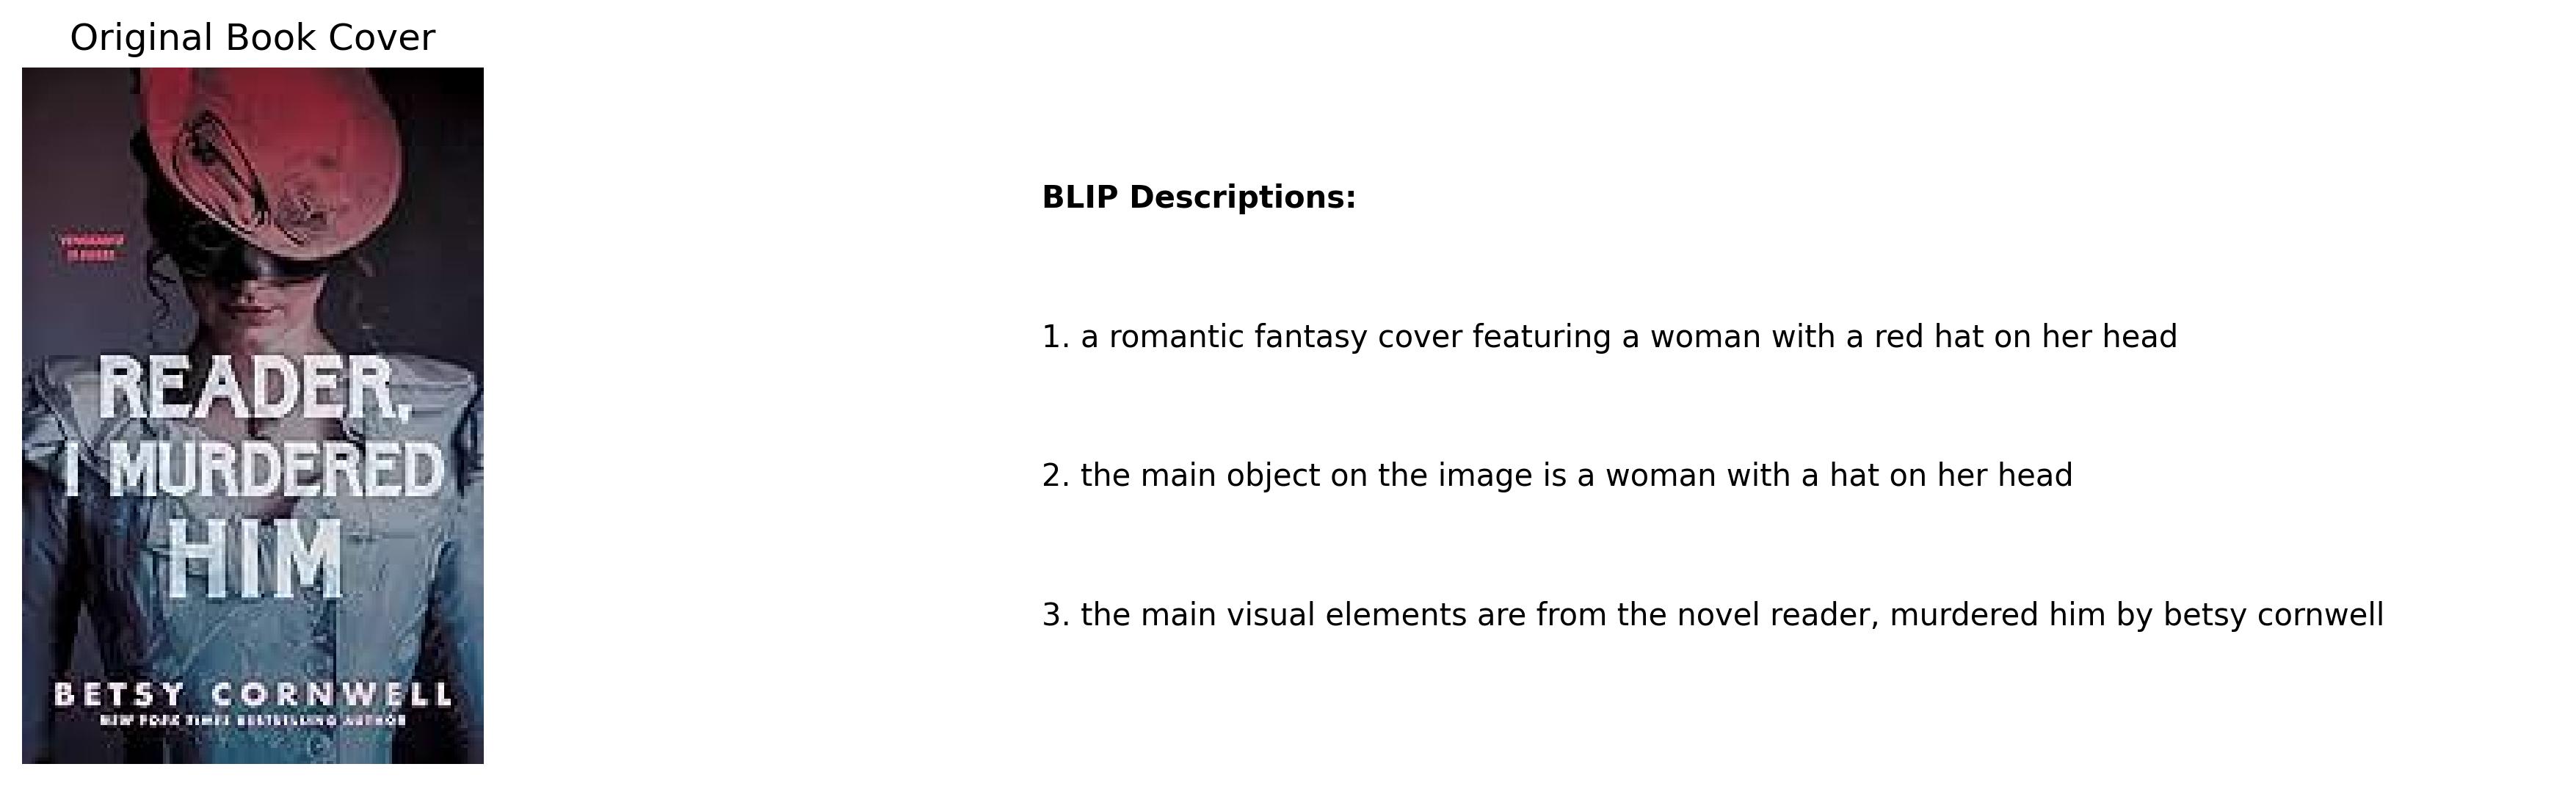 Original Book Cover
READER,
I MURDERED
HIM
BETSY CORNWELL
NEW YORK TIMES BESTSELLING AUTHOR
BLIP Descriptions:
1. a romantic fantasy cover featuring a woman with a red hat on her head
2. the main object on the image is a woman with a hat on her head
3. the main visual elements are from the novel reader, murdered him by betsy cornwell